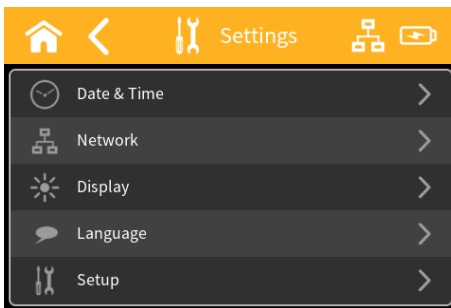 Settings
Date & Time
Network
Display
Language
Setup